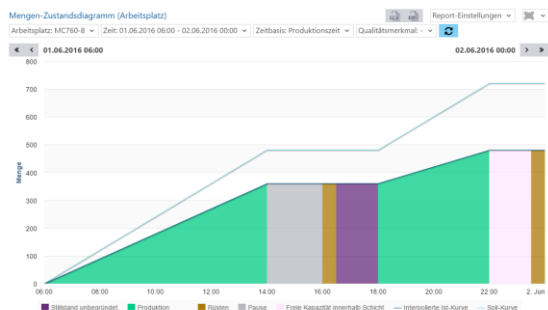 Mengen-Zustandsdiagramm (Arbeitsplatz)
Report-Einstellungen
Arbeitsplatz: MC760-8 Zeit: 01.06.2016 06:00 - 02.06.2016 00:00 Zeitbasis: Produktionszeit Qualitätsmerkmal: -
« ‹ 01.06.2016 06:00 02.06.2016 00:00 › »
800
700
600
500
400
300
200
100
0
Menge
06:00 08:00 10:00 12:00 14:00 16:00 18:00 20:00 22:00 2. Jun
Stillstand unbegründet Produktion Rüsten Pause Freie Kapazität innerhalb Schicht Interpolierte Ist-Kurve Soll-Kurve